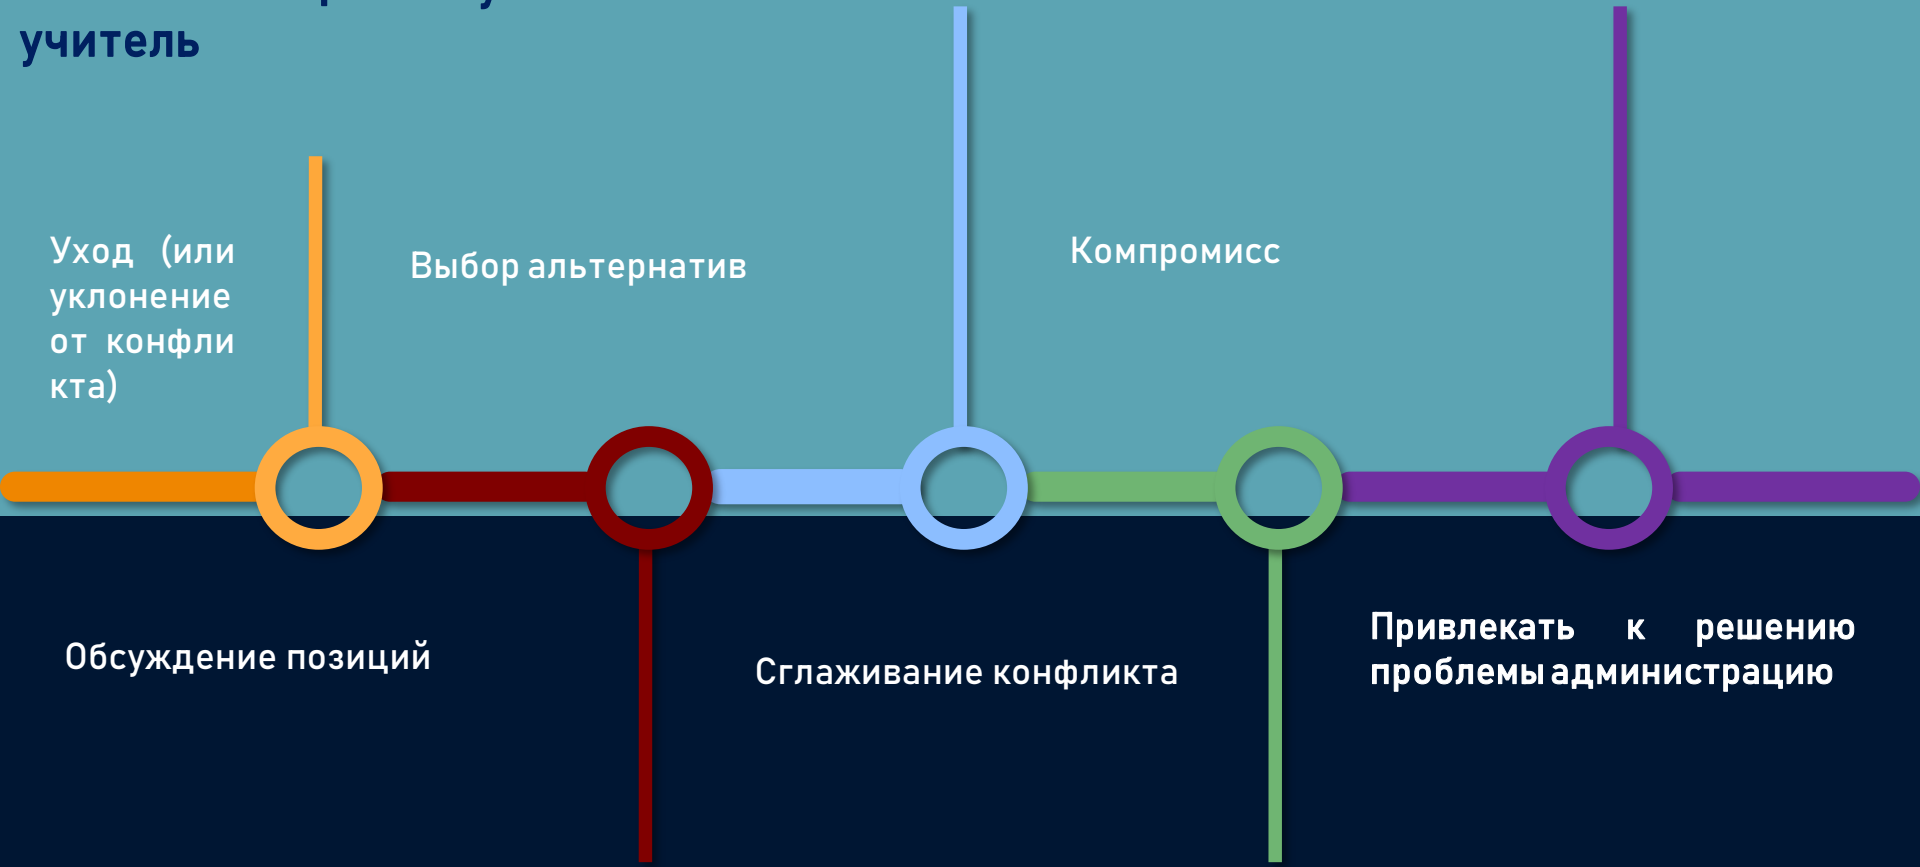 учитель
Уход (или
уклонение
от конфли
кта)
Выбор альтернатив
Компромисс
Обсуждение позиций
Сглаживание конфликта
Привлекать к решению
проблемы администрацию